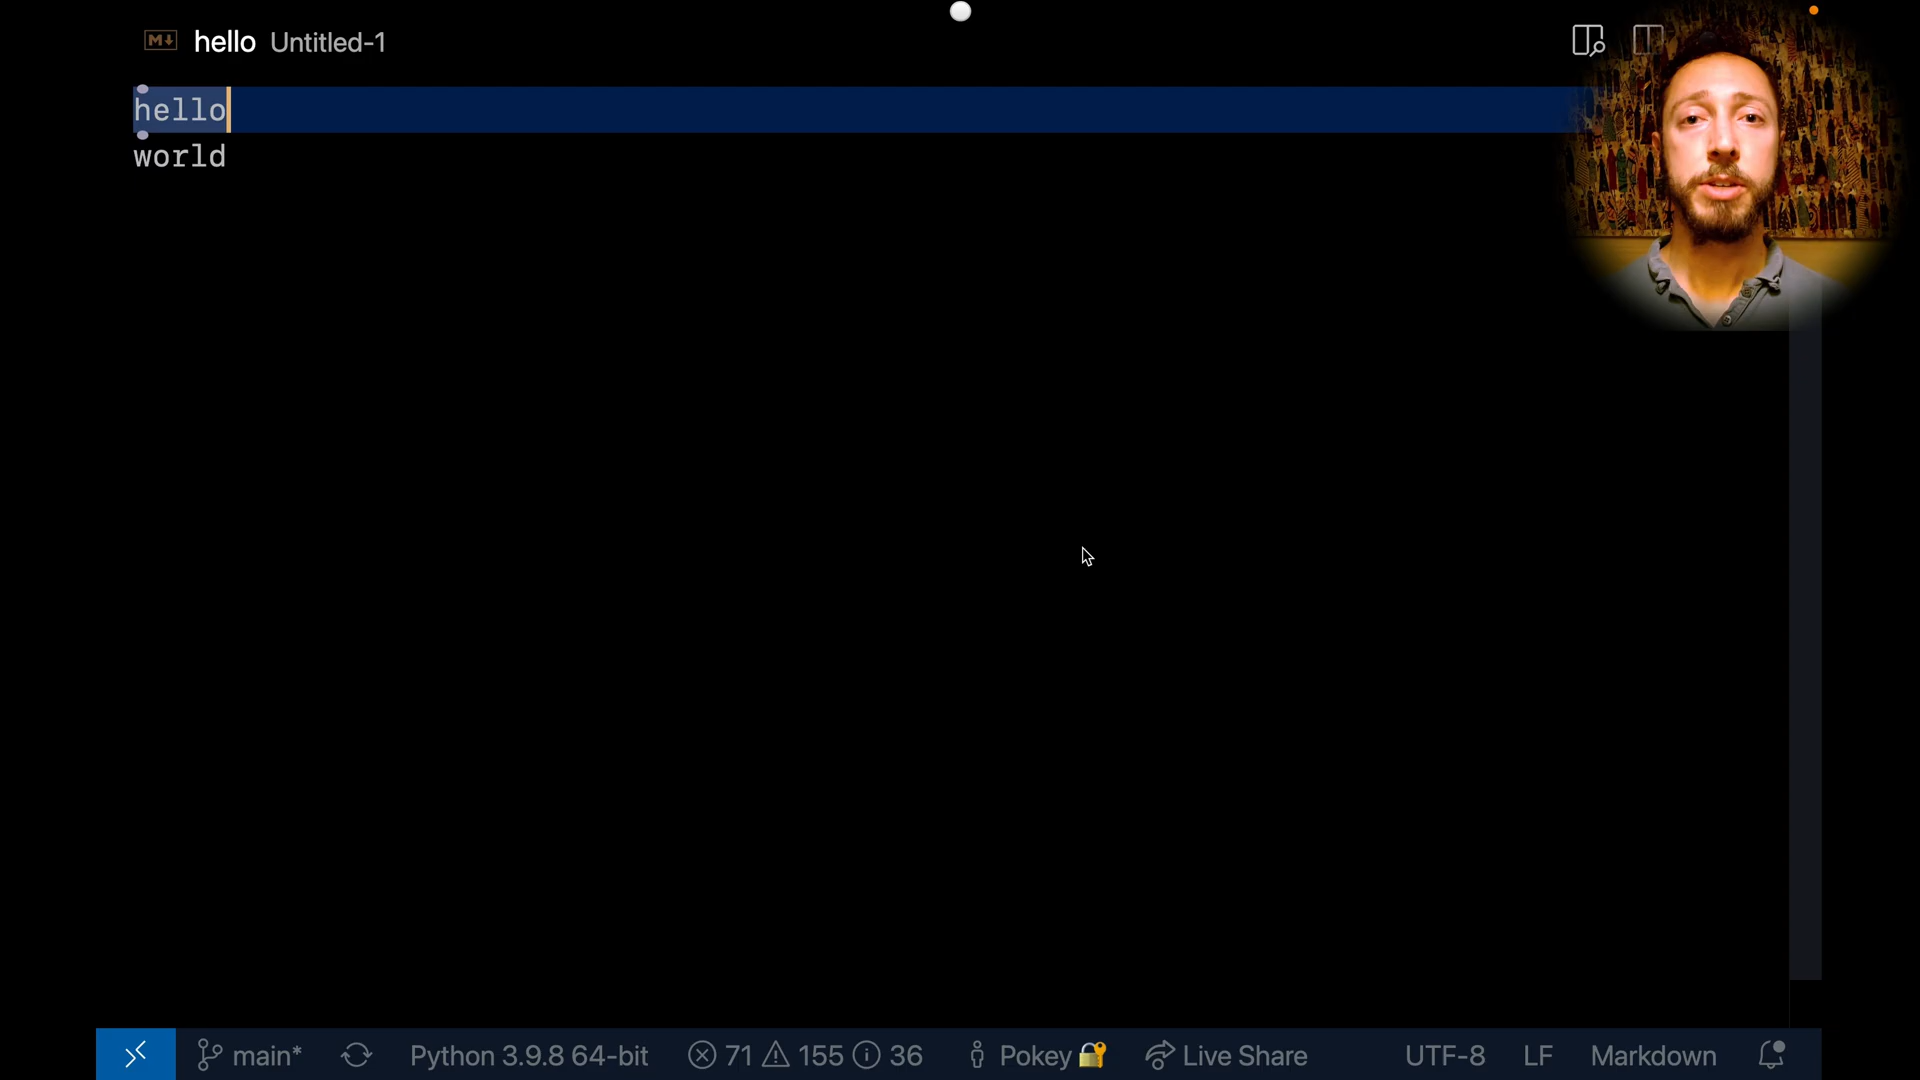 M↓ hello Untitled-1
hello
world
main* Python 3.9.8 64-bit 71 155 36 Pokey Live Share UTF-8 LF Markdown